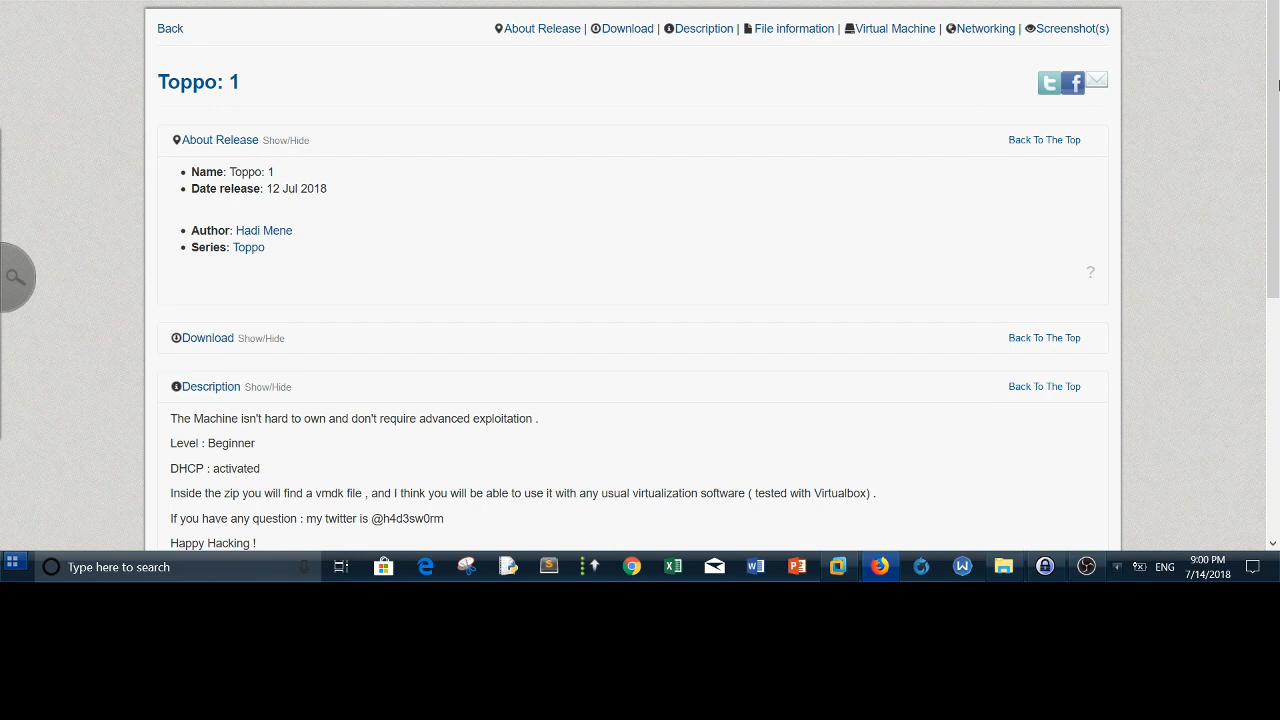 Back
About Release | Download | Description | File information | Virtual Machine | Networking | Screenshot(s)
Toppo: 1
About Release Show/Hide Back To The Top
Name: Toppo: 1
Date release: 12 Jul 2018
Author: Hadi Mene
Series: Toppo
?
Download Show/Hide Back To The Top
Description Show/Hide Back To The Top
The Machine isn't hard to own and don't require advanced exploitation .
Level : Beginner
DHCP : activated
Inside the zip you will find a vmdk file , and I think you will be able to use it with any usual virtualization software ( tested with Virtualbox) .
If you have any question : my twitter is @h4d3sw0rm
Happy Hacking !
Type here to search ENG 9:00 PM
7/14/2018